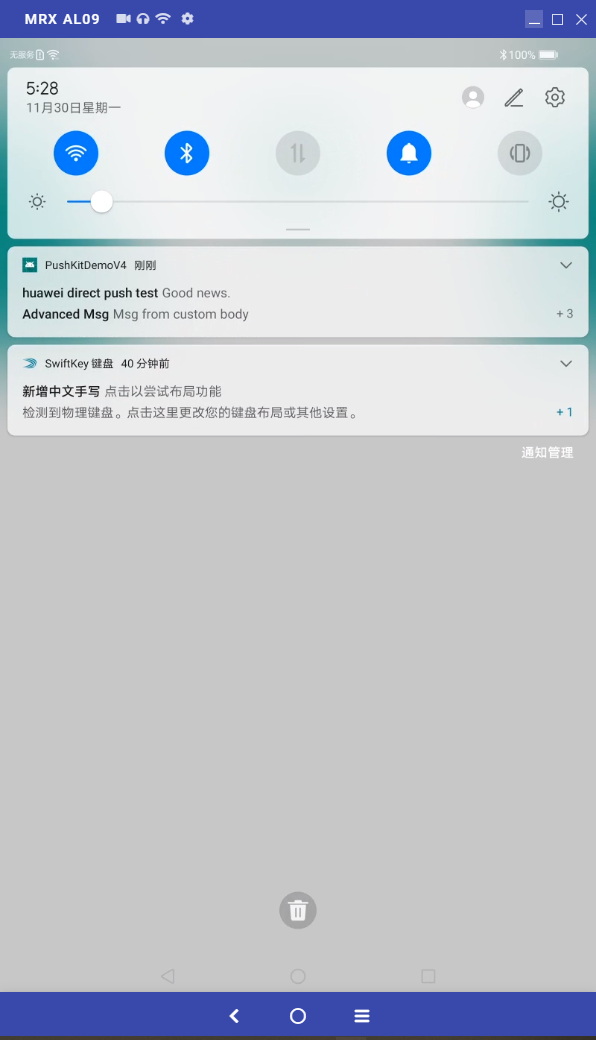 MRX AL09
无服务 100%
5:28
11月30日星期一
PushKitDemoV4 刚刚
huawei direct push test Good news.
Advanced Msg Msg from custom body + 3
SwiftKey 键盘 40 分钟前
新增中文手写 点击以尝试布局功能
检测到物理键盘。点击这里更改您的键盘布局或其他设置。 + 1
通知管理